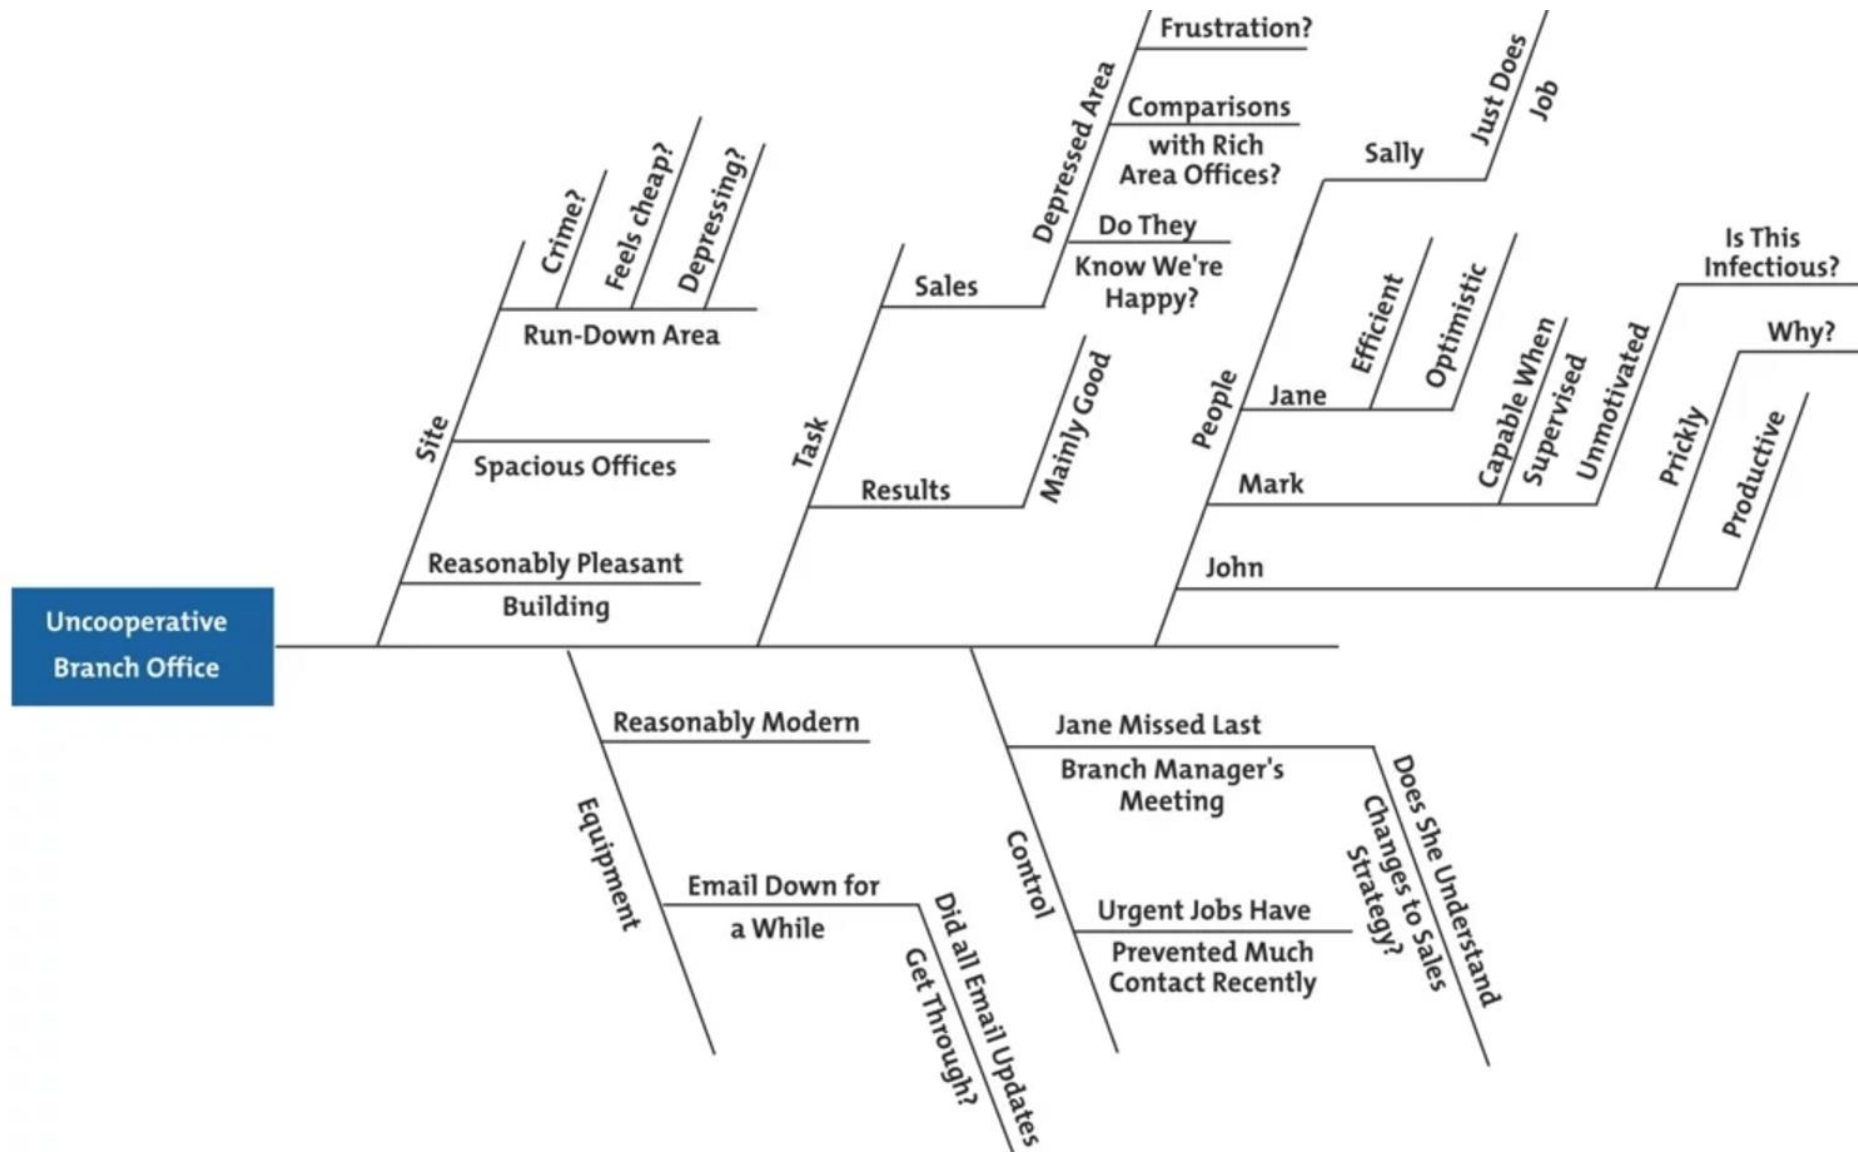 Uncooperative
Branch Office
Site
Crime?
Feels cheap?
Depressing?
Run-Down Area
Spacious Offices
Reasonably Pleasant
Building
Task
Sales
Depressed Area
Frustration?
Comparisons
with Rich
Area Offices?
Do They
Know We're
Happy?
Results
Mainly Good
People
Sally
Just Does
Job
Jane
Efficient
Optimistic
Mark
Capable When
Supervised
Unmotivated
Is This
Infectious?
John
Prickly
Why?
Productive
Equipment
Reasonably Modern
Email Down for
a While
Did all Email Updates
Get Through?
Control
Jane Missed Last
Branch Manager's
Meeting
Does She Understand
Changes to Sales
Strategy?
Urgent Jobs Have
Prevented Much
Contact Recently